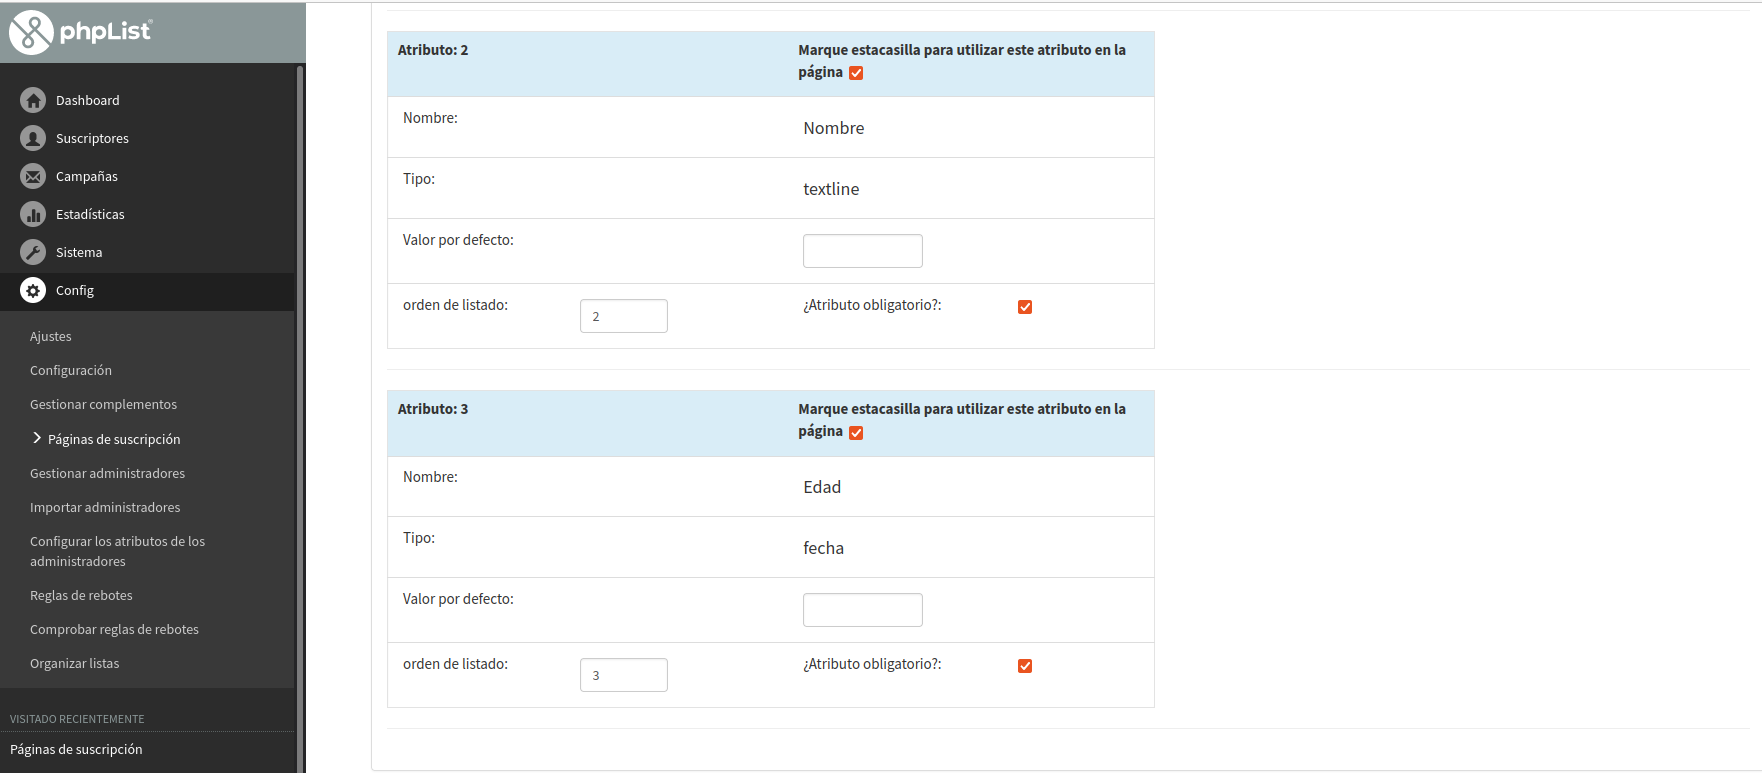 phpList
Dashboard
Suscriptores
Campañas
Estadísticas
Sistema
Config
Ajustes
Configuración
Gestionar complementos
Páginas de suscripción
Gestionar administradores
Importar administradores
Configurar los atributos de los
administradores
Reglas de rebotes
Comprobar reglas de rebotes
Organizar listas
VISITADO RECIENTEMENTE
Páginas de suscripción
Atributo: 2
Marque estacasilla para utilizar este atributo en la
página
Nombre:
Nombre
Tipo:
textline
Valor por defecto:
orden de listado:
2
¿Atributo obligatorio?:
Atributo: 3
Marque estacasilla para utilizar este atributo en la
página
Nombre:
Edad
Tipo:
fecha
Valor por defecto:
orden de listado:
3
¿Atributo obligatorio?: